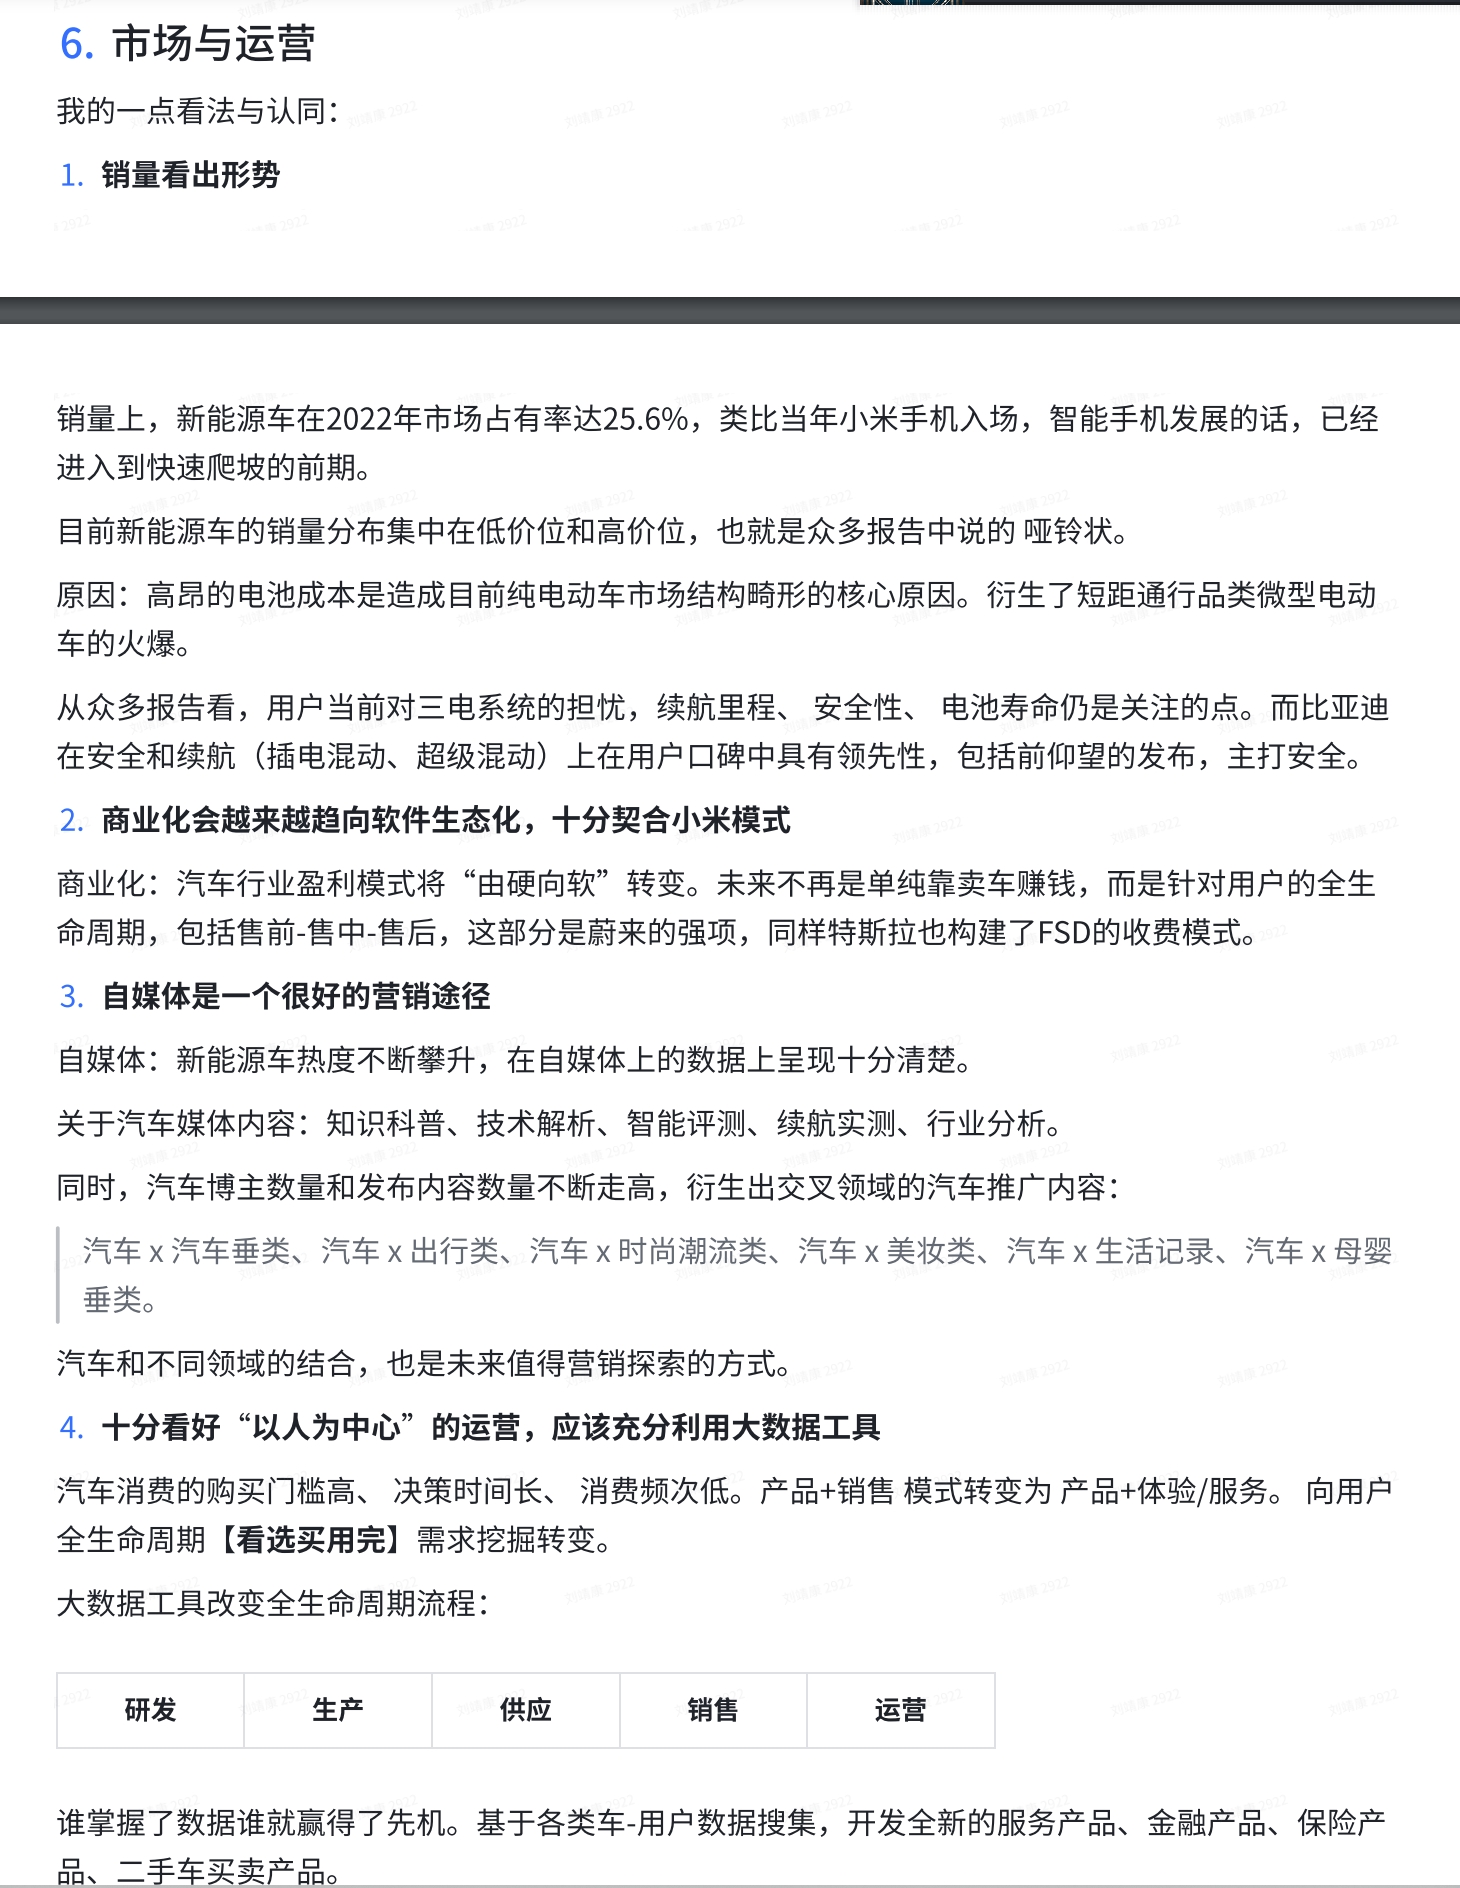 6. 市场与运营
我的一点看法与认同：
1. 销量看出形势
销量上，新能源车在2022年市场占有率达25.6%，类比当年小米手机入场，智能手机发展的话，已经
进入到快速爬坡的前期。
目前新能源车的销量分布集中在低价位和高价位，也就是众多报告中说的 哑铃状。
原因：高昂的电池成本是造成目前纯电动车市场结构畸形的核心原因。衍生了短距通行品类微型电动
车的火爆。
从众多报告看，用户当前对三电系统的担忧，续航里程、 安全性、 电池寿命仍是关注的点。而比亚迪
在安全和续航（插电混动、超级混动）上在用户口碑中具有领先性，包括前仰望的发布，主打安全。
2. 商业化会越来越趋向软件生态化，十分契合小米模式
商业化：汽车行业盈利模式将“由硬向软”转变。未来不再是单纯靠卖车赚钱，而是针对用户的全生
命周期，包括售前-售中-售后，这部分是蔚来的强项，同样特斯拉也构建了FSD的收费模式。
3. 自媒体是一个很好的营销途径
自媒体：新能源车热度不断攀升，在自媒体上的数据上呈现十分清楚。
关于汽车媒体内容：知识科普、技术解析、智能评测、续航实测、行业分析。
同时，汽车博主数量和发布内容数量不断走高，衍生出交叉领域的汽车推广内容：
汽车 x 汽车垂类、汽车 x 出行类、汽车 x 时尚潮流类、汽车 x 美妆类、汽车 x 生活记录、汽车 x 母婴
垂类。
汽车和不同领域的结合，也是未来值得营销探索的方式。
4. 十分看好“以人为中心”的运营，应该充分利用大数据工具
汽车消费的购买门槛高、 决策时间长、 消费频次低。产品+销售 模式转变为 产品+体验/服务。 向用户
全生命周期【看选买用完】需求挖掘转变。
大数据工具改变全生命周期流程：
研发 生产 供应 销售 运营
谁掌握了数据谁就赢得了先机。基于各类车-用户数据搜集，开发全新的服务产品、金融产品、保险产
品、二手车买卖产品。